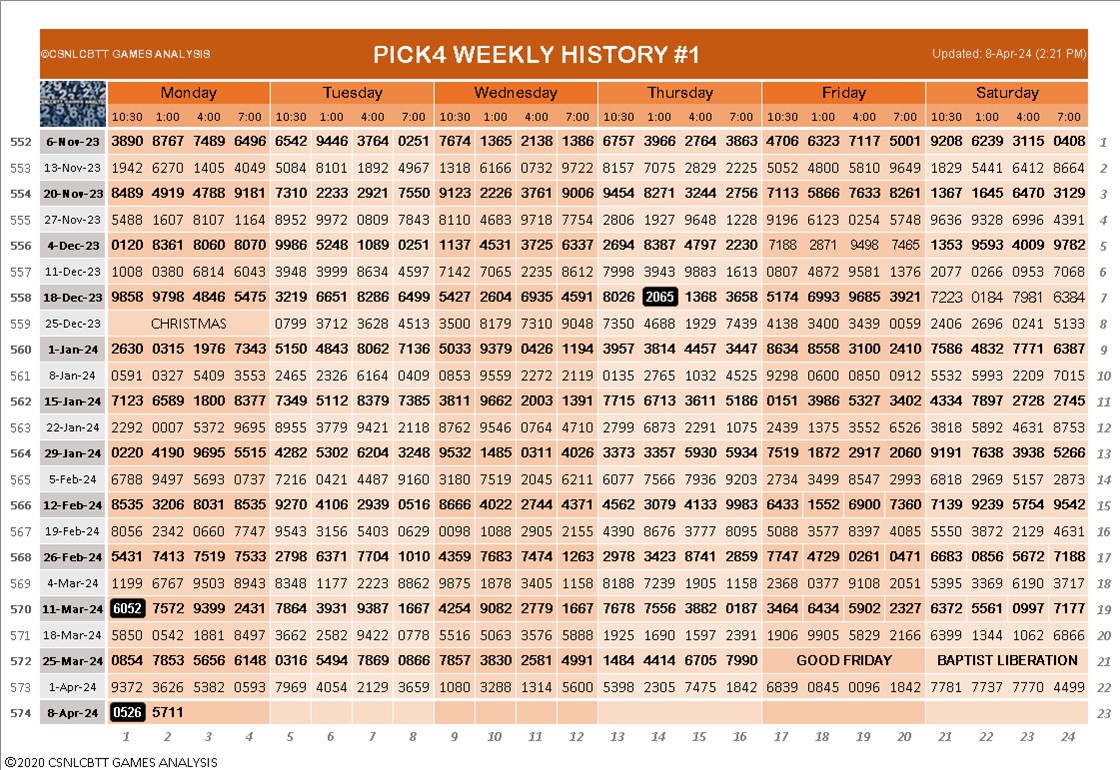 ©CSNLCBTT GAMES ANALYSIS PICK4 WEEKLY HISTORY #1 Updated: 8-Apr-24 (2:21 PM)
Monday Tuesday Wednesday Thursday Friday Saturday
10:30 1:00 4:00 7:00 10:30 1:00 4:00 7:00 10:30 1:00 4:00 7:00 10:30 1:00 4:00 7:00 10:30 1:00 4:00 7:00 10:30 1:00 4:00 7:00
552 6-Nov-23 3890 8767 7489 6496 6542 9446 3764 0251 7674 1365 2138 1386 6757 3966 2764 3863 4706 6323 7117 5001 9208 6239 3115 0408 1
553 13-Nov-23 1942 6270 1405 4049 5084 8101 1892 4967 1318 6166 0732 9722 8157 7075 2829 2225 5052 4800 5810 9649 1829 5441 6412 8664 2
554 20-Nov-23 8489 4919 4788 9181 7310 2233 2921 7550 9123 2226 3761 9006 9454 8271 3244 2756 7113 5866 7633 8261 1367 1645 6470 3129 3
555 27-Nov-23 5488 1607 8107 1164 8952 9972 0809 7843 8110 4683 9718 7754 2806 1927 9648 1228 9196 6123 0254 5748 9636 9328 6996 4391 4
556 4-Dec-23 0120 8361 8060 8070 9986 5248 1089 0251 1137 4531 3725 6337 2694 8387 4797 2230 7188 2871 9498 7465 1353 9593 4009 9782 5
557 11-Dec-23 1008 0380 6814 6043 3948 3999 8634 4597 7142 7065 2235 8612 7998 3943 9883 1613 0807 4872 9581 1376 2077 0266 0953 7068 6
558 18-Dec-23 9858 9798 4846 5475 3219 6651 8286 6499 5427 2604 6935 4591 8026 2065 1368 3658 5174 6993 9685 3921 7223 0184 7981 6384 7
559 25-Dec-23 CHRISTMAS 0799 3712 3628 4513 3500 8179 7310 9048 7350 4688 1929 7439 4138 3400 3439 0059 2406 2696 0241 5133 8
560 1-Jan-24 2630 0315 1976 7343 5150 4843 8062 7136 5033 9379 0426 1194 3957 3814 4457 3447 8634 8558 3100 2410 7586 4832 7771 6387 9
561 8-Jan-24 0591 0327 5409 3553 2465 2326 6164 0409 0853 9559 2272 2119 0135 2765 1032 4525 9298 0600 0850 0912 5532 5993 2209 7015 10
562 15-Jan-24 7123 6589 1800 8377 7349 5112 8379 7385 3811 9662 2003 1391 7715 6713 3611 5186 0151 3986 5327 3402 4334 7897 2728 2745 11
563 22-Jan-24 2292 0007 5372 9695 8955 3779 9421 2118 8762 9546 0764 4710 2799 6873 2291 1075 2439 1375 3552 6526 3818 5892 4631 8753 12
564 29-Jan-24 0220 4190 9695 5515 4282 5302 6204 3248 9532 1485 0311 4026 3373 3357 5930 5934 7519 1872 2917 2060 9191 7638 3938 5266 13
565 5-Feb-24 6788 9497 5693 0737 7216 0421 4487 9160 3180 7519 2045 6211 6077 7566 7936 9203 2734 3499 8547 2993 6818 2969 5157 2873 14
566 12-Feb-24 8535 3206 8031 8535 9270 4106 2939 0516 8666 4022 2744 4371 4562 3079 4133 9983 6433 1552 6900 7360 7139 9239 5754 9542 15
567 19-Feb-24 8056 2342 0660 7747 9543 3156 5403 0629 0098 1088 2905 2155 4390 8676 3777 8095 5088 3577 8397 4085 5550 3872 2129 4631 16
568 26-Feb-24 5431 7413 7519 7533 2798 6371 7704 1010 4359 7683 7474 1263 2978 3423 8741 2859 7747 4729 0261 0471 6683 0856 5672 7188 17
569 4-Mar-24 1199 6767 9503 8943 8348 1177 2223 8862 9875 1878 3405 1158 8188 7239 1905 1158 2368 0377 9108 2051 5395 3369 6190 3717 18
570 11-Mar-24 6052 7572 9399 2431 7864 3931 9387 1667 4254 9082 2779 1667 7678 7556 3882 0187 3464 6434 5902 2327 6372 5561 0997 7177 19
571 18-Mar-24 5850 0542 1881 8497 3662 2582 9422 0778 5516 5063 3576 5888 1925 1690 1597 2391 1906 9905 5829 2166 6399 1344 1062 6866 20
572 25-Mar-24 0854 7853 5656 6148 0316 5494 7869 0866 7857 3830 2581 4991 1484 4414 6705 7990 GOOD FRIDAY BAPTIST LIBERATION 21
573 1-Apr-24 9372 3626 5382 0593 7969 4054 2129 3659 1080 3288 1314 5600 5398 2305 7475 1842 6839 0845 0096 1842 7781 7737 7770 4499 22
574 8-Apr-24 0526 5711 23
1 2 3 4 5 6 7 8 9 10 11 12 13 14 15 16 17 18 19 20 21 22 23 24
©2020 CSNLCBTT GAMES ANALYSIS